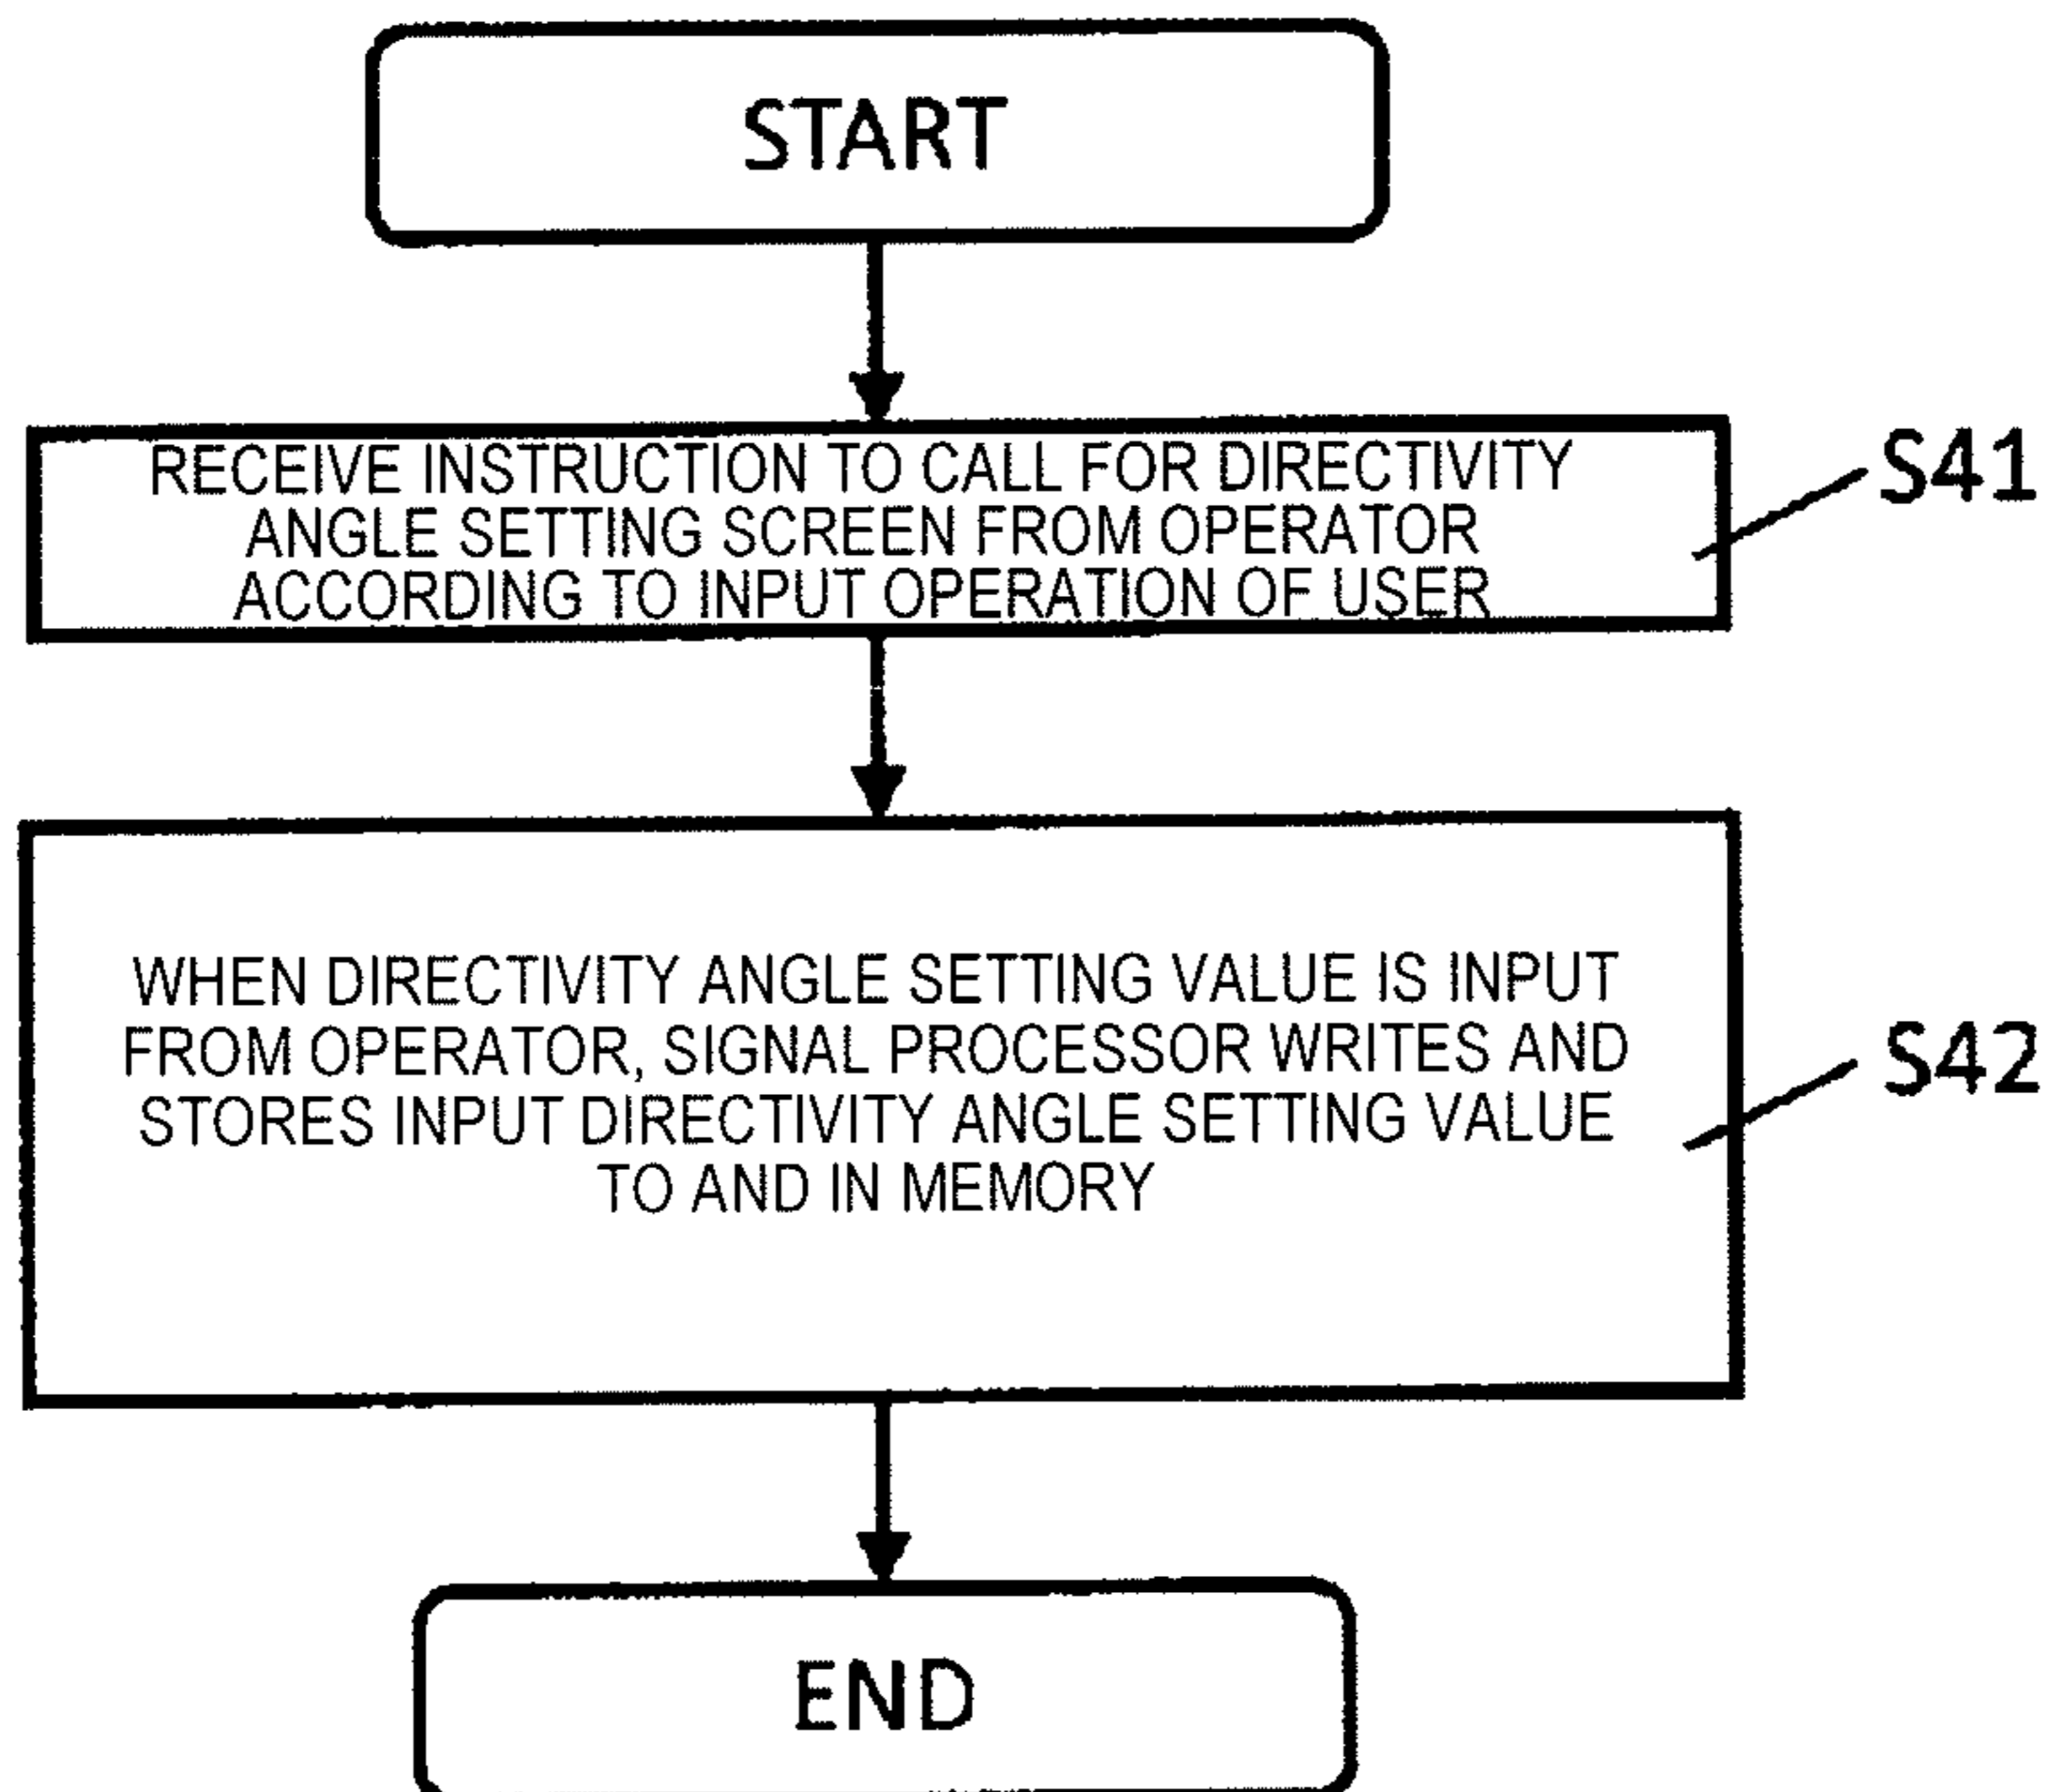 START
RECEIVE INSTRUCTION TO CALL FOR DIRECTIVITY
ANGLE SETTING SCREEN FROM OPERATOR
ACCORDING TO INPUT OPERATION OF USER
S41
WHEN DIRECTIVITY ANGLE SETTING VALUE IS INPUT
FROM OPERATOR, SIGNAL PROCESSOR WRITES AND
STORES INPUT DIRECTIVITY ANGLE SETTING VALUE
TO AND IN MEMORY
S42
END